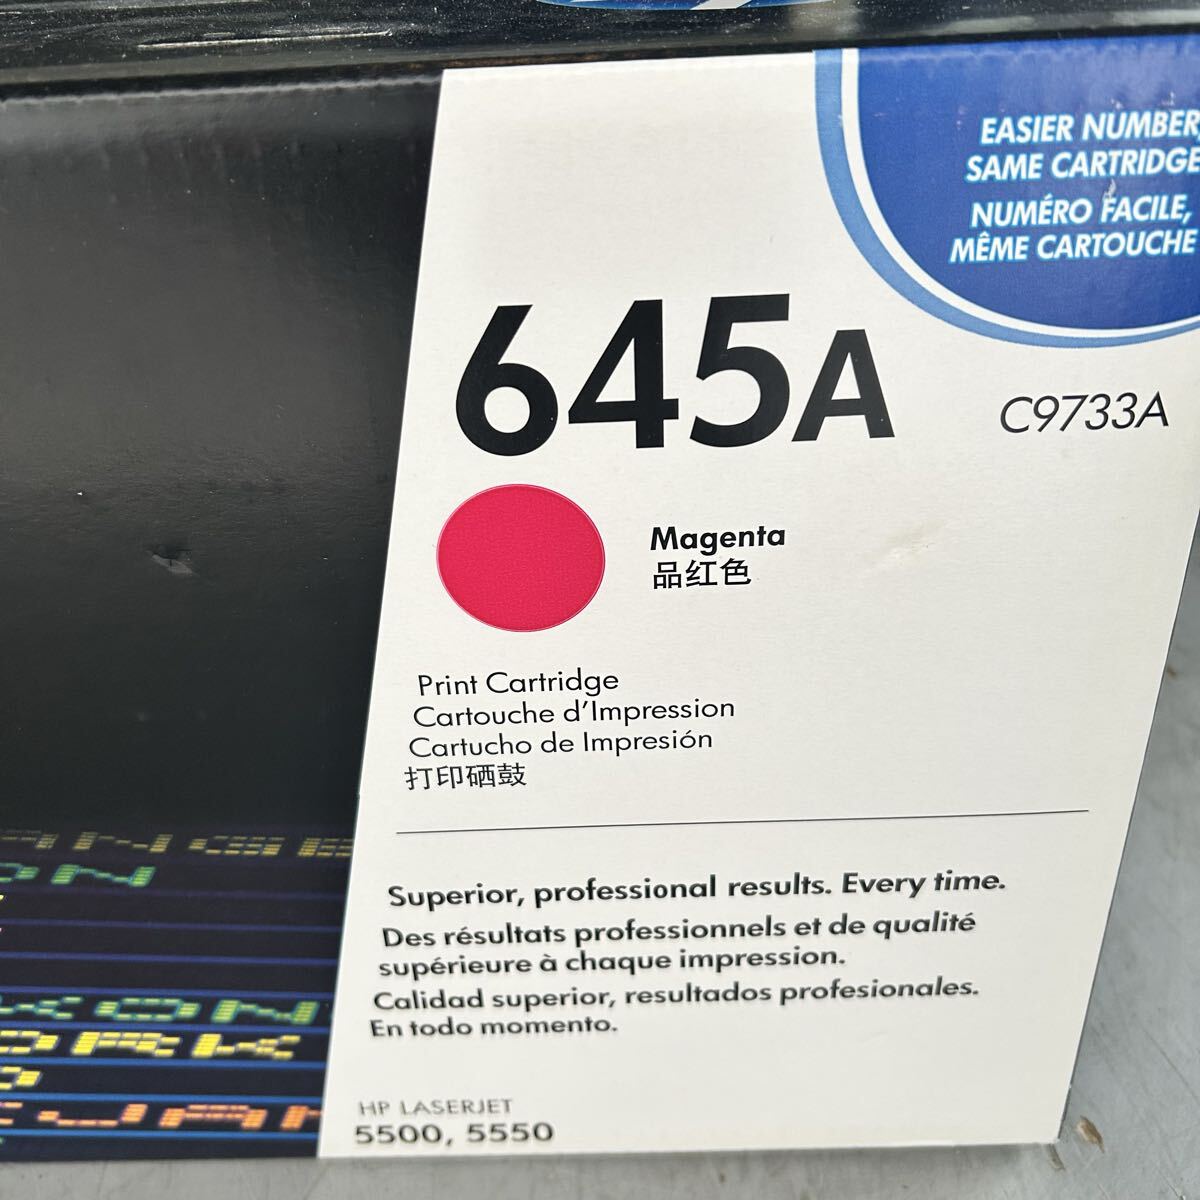 EASIER NUMBER,
SAME CARTRIDGE
NUMÉRO FACILE,
MÊME CARTOUCHE
645A
C9733A
Magenta
品红色
Print Cartridge
Cartouche d'Impression
Cartucho de Impresión
打印硒鼓
Superior, professional results. Every time.
Des résultats professionnels et de qualité
supérieure à chaque impression.
Calidad superior, resultados profesionales.
En todo momento.
HP LASERJET
5500, 5550